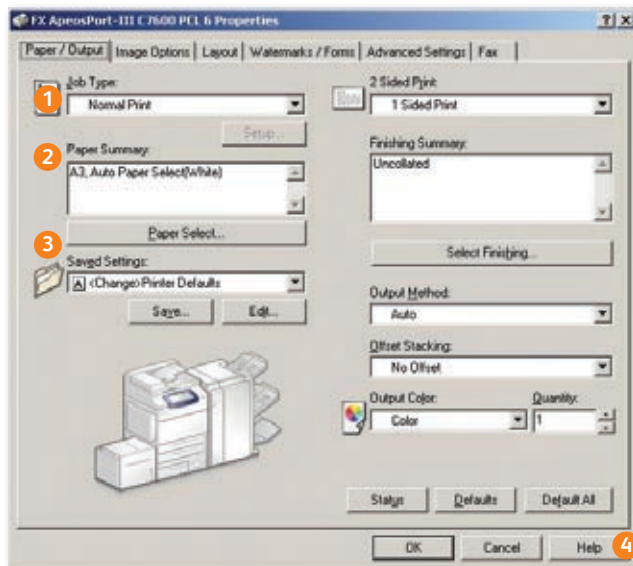 FX ApeosPort-III C7600 PCL 6 Properties
Paper / Output Image Options Layout Watermarks / Forms Advanced Settings Fax
1
Job Type:
Normal Print
Setup...
2
Paper Summary:
A3, Auto Paper Select(White)
Paper Select...
3
Saved Settings:
A <Change>Printer Defaults
Save... Edit...
2 Sided Print:
1 Sided Print
Finishing Summary:
Uncollated
Select Finishing...
Output Method:
Auto
Offset Stacking:
No Offset
Output Color: Quantity:
Color 1
Status Defaults Default All
OK Cancel Help 4